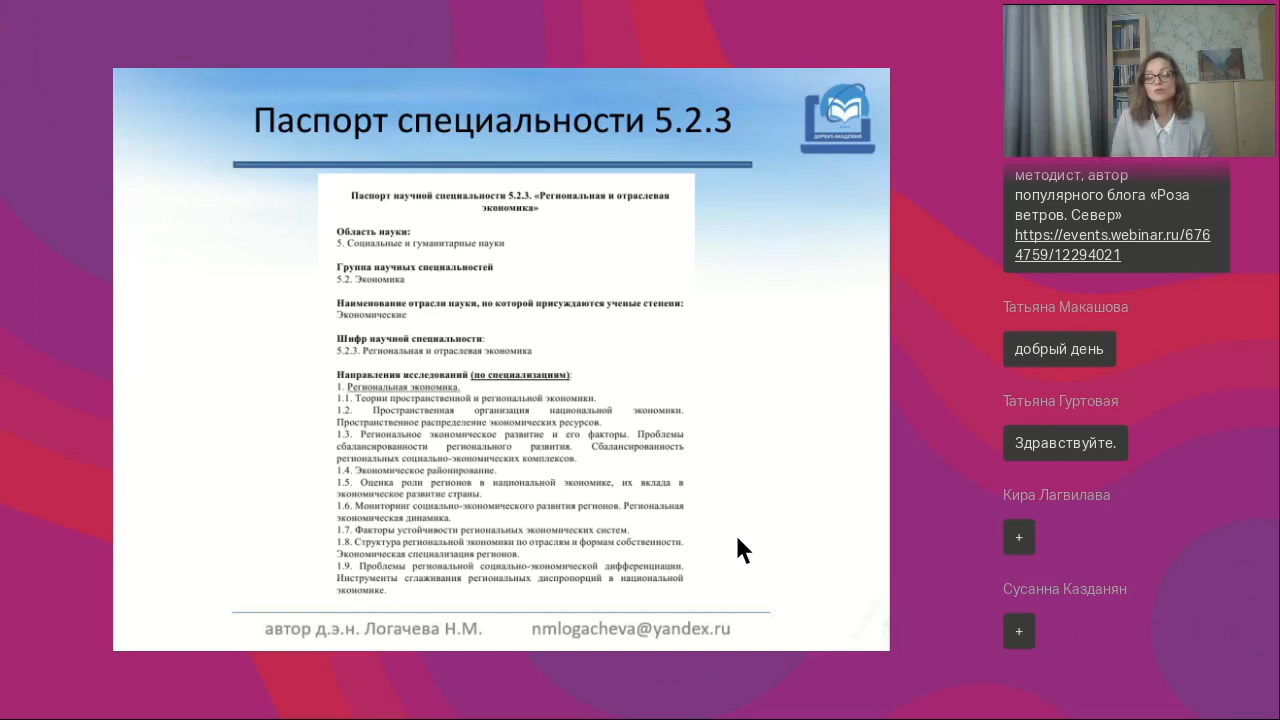 Паспорт специальности 5.2.3
ДИРЕКТ-АКАДЕМИЯ
Паспорт научной специальности 5.2.3. «Региональная и отраслевая
экономика»
Область науки:
5. Социальные и гуманитарные науки
Группа научных специальностей
5.2. Экономика
Наименование отрасли науки, по которой присуждаются ученые степени:
Экономические
Шифр научной специальности:
5.2.3. Региональная и отраслевая экономика
Направления исследований (по специализациям):
1. Региональная экономика.
1.1. Теории пространственной и региональной экономики.
1.2. Пространственная организация национальной экономики.
Пространственное распределение экономических ресурсов.
1.3. Региональное экономическое развитие и его факторы. Проблемы
сбалансированности регионального развития. Сбалансированность
региональных социально-экономических комплексов.
1.4. Экономическое районирование.
1.5. Оценка роли регионов в национальной экономике, их вклада в
экономическое развитие страны.
1.6. Мониторинг социально-экономического развития регионов. Региональная
экономическая динамика.
1.7. Факторы устойчивости региональных экономических систем.
1.8. Структура региональной экономики по отраслям и формам собственности.
Экономическая специализация регионов.
1.9. Проблемы региональной социально-экономической дифференциации.
Инструменты сглаживания региональных диспропорций в национальной
экономике.
автор д.э.н. Логачева Н.М. nmlogacheva@yandex.ru
методист, автор
популярного блога «Роза
ветров. Север»
https://events.webinar.ru/676
4759/12294021
Татьяна Макашова
добрый день
Татьяна Гуртовая
Здравствуйте.
Кира Лагвилава
+
Сусанна Казданян
+